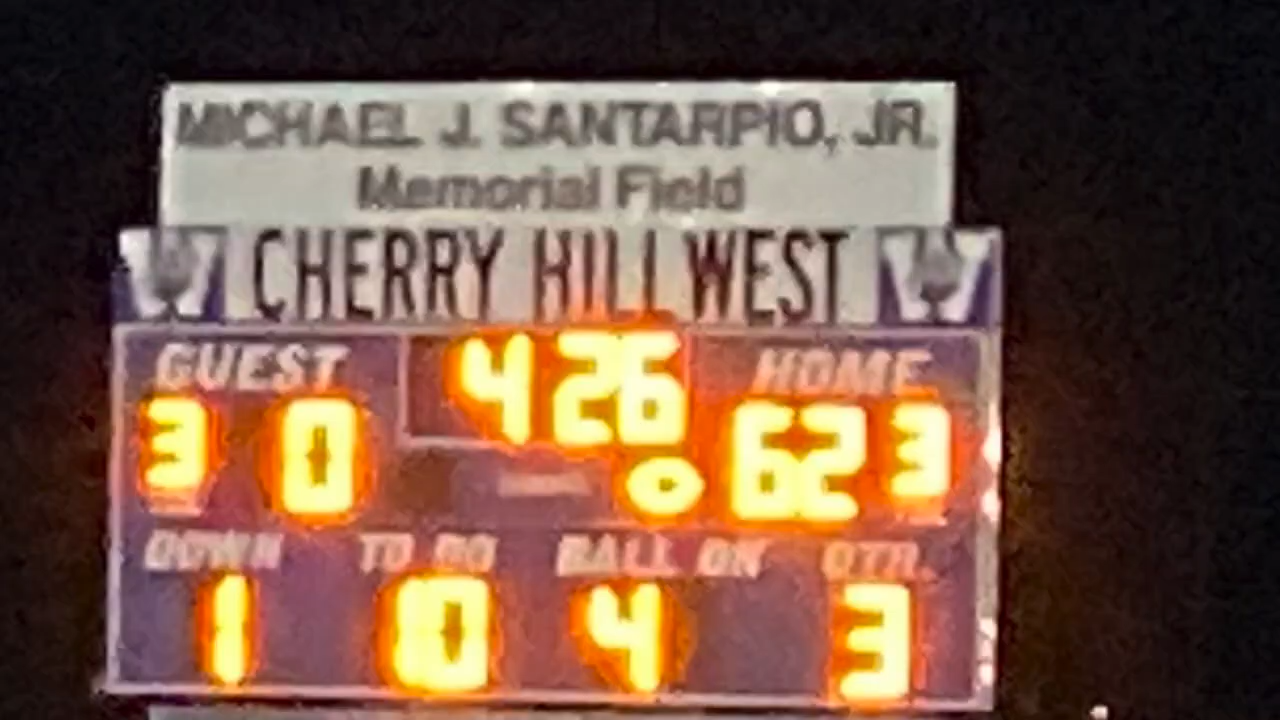 MICHAEL J. SANTARPIO, JR.
Memorial Field
W CHERRY HILL WEST W
GUEST 4 26 HOME
3 0 62 3
DOWN TO GO BALL ON QTR.
1 10 4 3